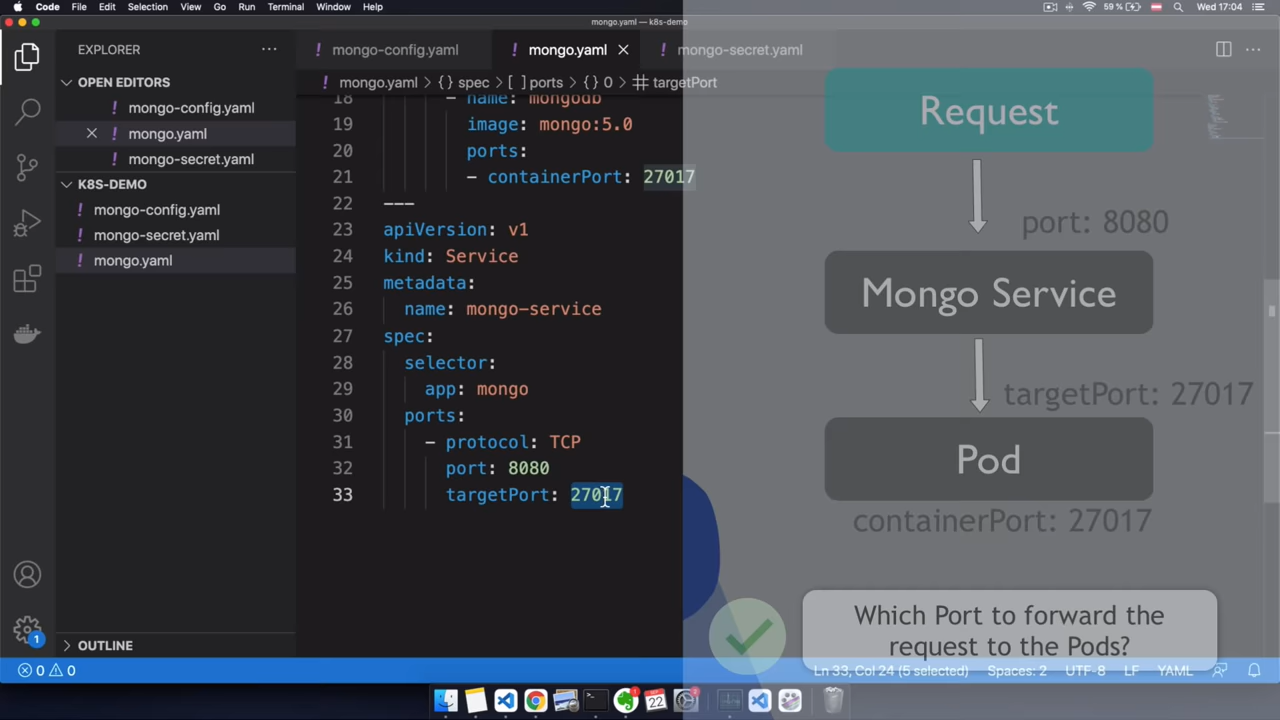 Code File Edit Selection View Go Run Terminal Window Help 59 % Wed 17:04
mongo.yaml — k8s-demo
EXPLORER
OPEN EDITORS
mongo-config.yaml
mongo.yaml
mongo-secret.yaml
K8S-DEMO
mongo-config.yaml
mongo-secret.yaml
mongo.yaml
OUTLINE
1
mongo-config.yaml mongo.yaml mongo-secret.yaml
mongo.yaml > {} spec > [ ] ports > {} 0 > # targetPort
18 - name: mongodb
19 image: mongo:5.0
20 ports:
21 - containerPort: 27017
22 ---
23 apiVersion: v1
24 kind: Service
25 metadata:
26 name: mongo-service
27 spec:
28 selector:
29 app: mongo
30 ports:
31 - protocol: TCP
32 port: 8080
33 targetPort: 27017
Request
port: 8080
Mongo Service
targetPort: 27017
Pod
containerPort: 27017
Which Port to forward the
request to the Pods?
0 0 Ln 33, Col 24 (5 selected) Spaces: 2 UTF-8 LF YAML
22